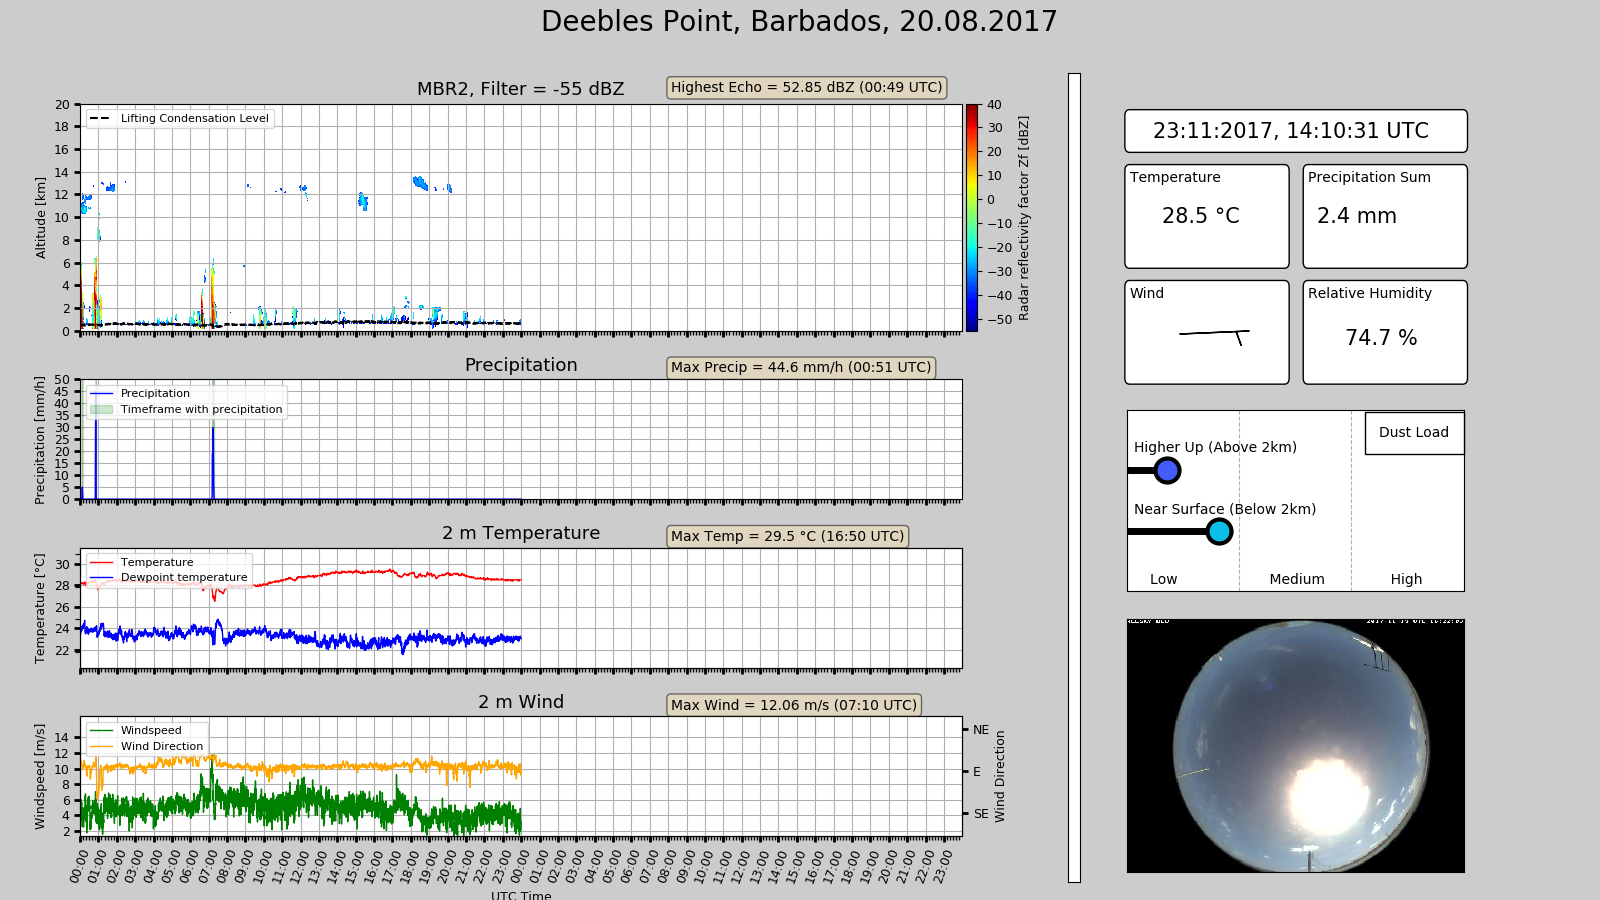 Deebles Point, Barbados, 20.08.2017
MBR2, Filter = -55 dBZ
Highest Echo = 52.85 dBZ (00:49 UTC)
Lifting Condensation Level
Altitude [km]
20
18
16
14
12
10
8
6
4
2
0
40
30
20
10
0
−10
−20
−30
−40
−50
Radar reflectivity factor Zf [dBZ]
Precipitation
Max Precip = 44.6 mm/h (00:51 UTC)
Precipitation
Timeframe with precipitation
Precipitation [mm/h]
50
45
40
35
30
25
20
15
10
5
0
2 m Temperature
Max Temp = 29.5 °C (16:50 UTC)
Temperature
Dewpoint temperature
Temperature [°C]
30
28
26
24
22
2 m Wind
Max Wind = 12.06 m/s (07:10 UTC)
Windspeed
Wind Direction
Windspeed [m/s]
14
12
10
8
6
4
2
NE
E
SE
Wind Direction
00:00 01:00 02:00 03:00 04:00 05:00 06:00 07:00 08:00 09:00 10:00 11:00 12:00 13:00 14:00 15:00 16:00 17:00 18:00 19:00 20:00 21:00 22:00 23:00 00:00 01:00 02:00 03:00 04:00 05:00 06:00 07:00 08:00 09:00 10:00 11:00 12:00 13:00 14:00 15:00 16:00 17:00 18:00 19:00 20:00 21:00 22:00 23:00
UTC Time
23:11:2017, 14:10:31 UTC
Temperature
28.5 °C
Precipitation Sum
2.4 mm
Wind
Relative Humidity
74.7 %
Dust Load
Higher Up (Above 2km)
Near Surface (Below 2km)
Low Medium High